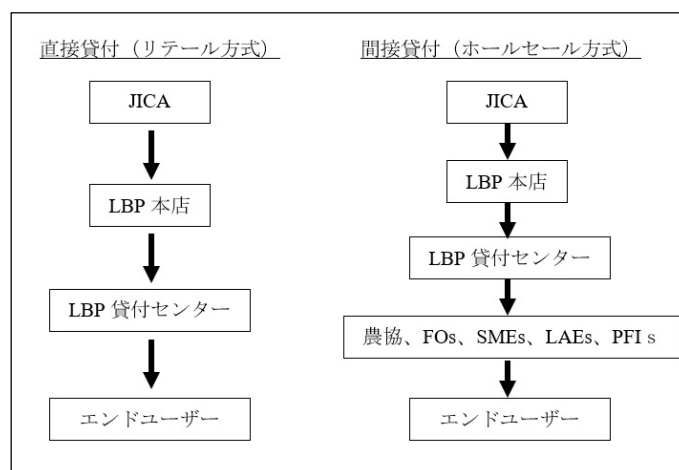 直接貸付（リテール方式）
JICA
LBP 本店
LBP 貸付センター
エンドユーザー
間接貸付（ホールセール方式）
JICA
LBP 本店
LBP 貸付センター
農協、FOs、SMEs、LAEs、PFI s
エンドユーザー